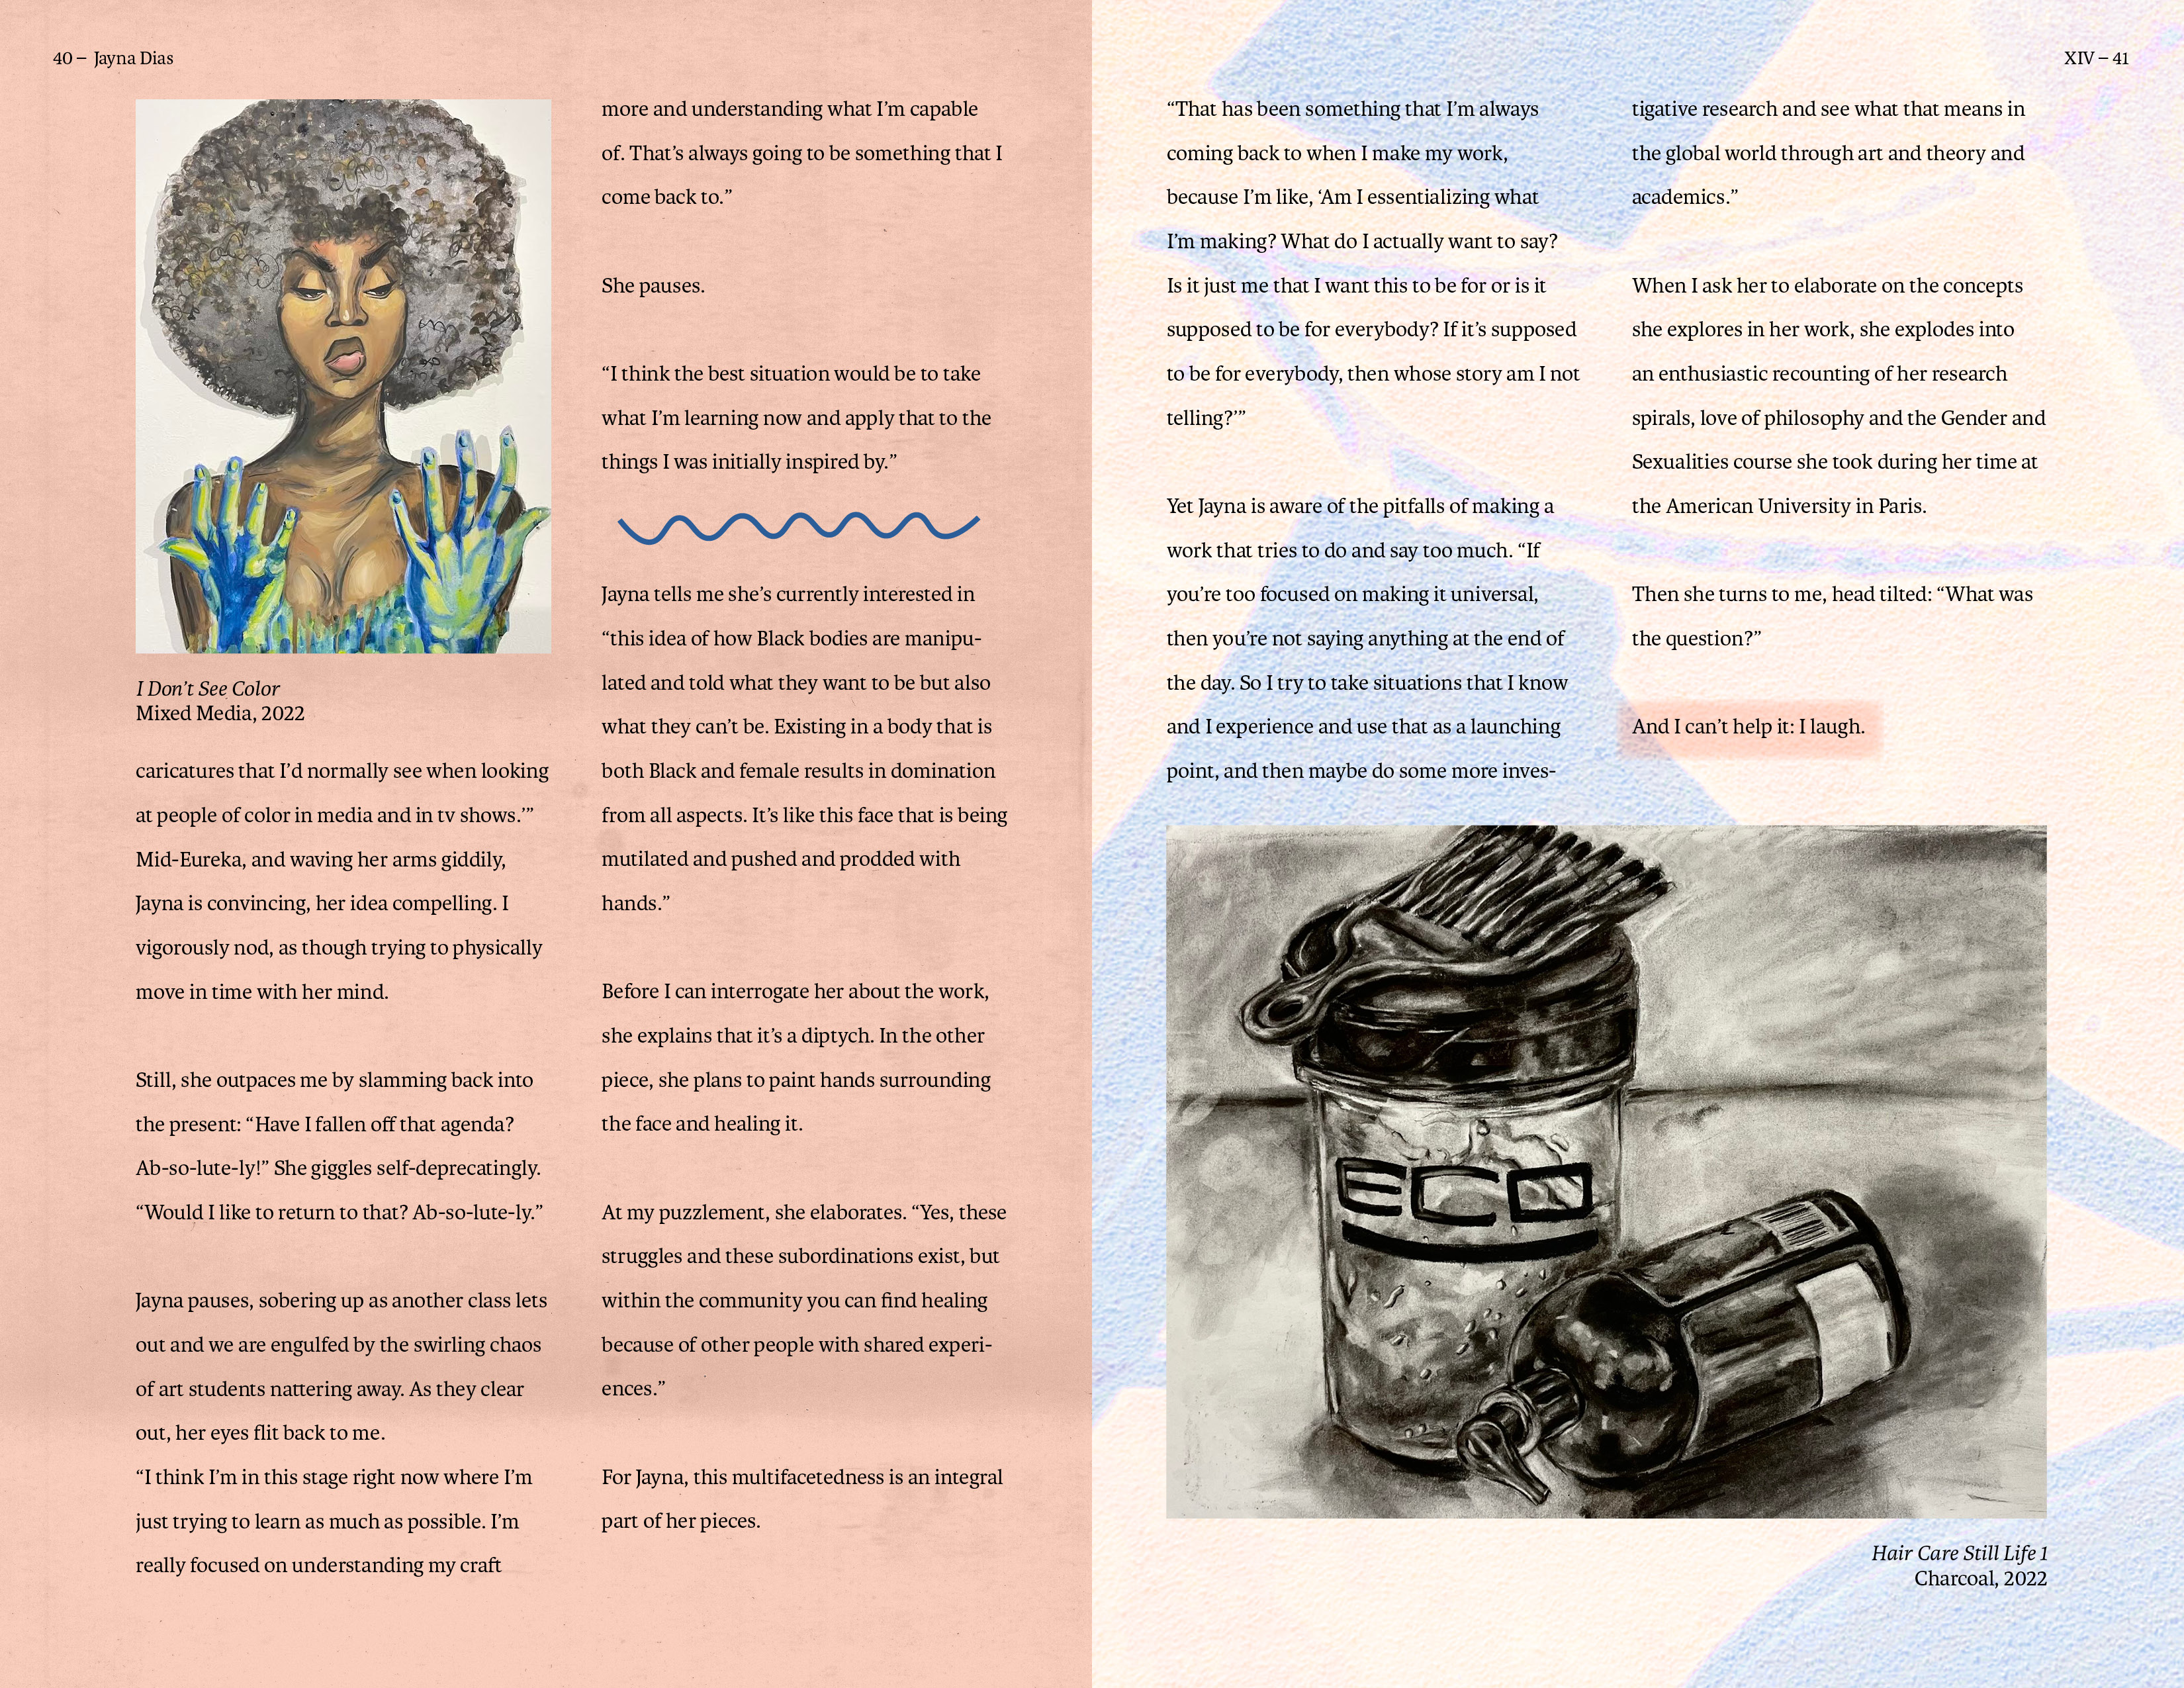 40 – Jayna Dias
I Don’t See Color
Mixed Media, 2022
caricatures that I’d normally see when looking
at people of color in media and in tv shows.’”
Mid-Eureka, and waving her arms giddily,
Jayna is convincing, her idea compelling. I
vigorously nod, as though trying to physically
move in time with her mind.
Still, she outpaces me by slamming back into
the present: “Have I fallen off that agenda?
Ab-so-lute-ly!” She giggles self-deprecatingly.
“Would I like to return to that? Ab-so-lute-ly.”
Jayna pauses, sobering up as another class lets
out and we are engulfed by the swirling chaos
of art students nattering away. As they clear
out, her eyes flit back to me.
“I think I’m in this stage right now where I’m
just trying to learn as much as possible. I’m
really focused on understanding my craft
more and understanding what I’m capable
of. That’s always going to be something that I
come back to.”
She pauses.
“I think the best situation would be to take
what I’m learning now and apply that to the
things I was initially inspired by.”
Jayna tells me she’s currently interested in
“this idea of how Black bodies are manipu-
lated and told what they want to be but also
what they can’t be. Existing in a body that is
both Black and female results in domination
from all aspects. It’s like this face that is being
mutilated and pushed and prodded with
hands.”
Before I can interrogate her about the work,
she explains that it’s a diptych. In the other
piece, she plans to paint hands surrounding
the face and healing it.
At my puzzlement, she elaborates. “Yes, these
struggles and these subordinations exist, but
within the community you can find healing
because of other people with shared experi-
ences.”
For Jayna, this multifacetedness is an integral
part of her pieces.
XIV – 41
“That has been something that I’m always
coming back to when I make my work,
because I’m like, ‘Am I essentializing what
I’m making? What do I actually want to say?
Is it just me that I want this to be for or is it
supposed to be for everybody? If it’s supposed
to be for everybody, then whose story am I not
telling?’”
Yet Jayna is aware of the pitfalls of making a
work that tries to do and say too much. “If
you’re too focused on making it universal,
then you’re not saying anything at the end of
the day. So I try to take situations that I know
and I experience and use that as a launching
point, and then maybe do some more inves-
tigative research and see what that means in
the global world through art and theory and
academics.”
When I ask her to elaborate on the concepts
she explores in her work, she explodes into
an enthusiastic recounting of her research
spirals, love of philosophy and the Gender and
Sexualities course she took during her time at
the American University in Paris.
Then she turns to me, head tilted: “What was
the question?”
And I can’t help it: I laugh.
ECO
Hair Care Still Life 1
Charcoal, 2022